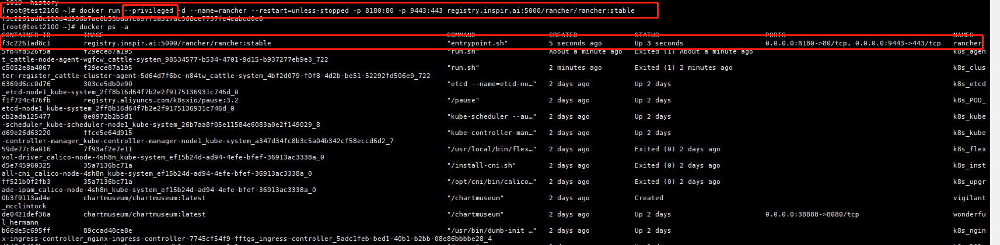 1019  history
[root@test2100 ~]# docker run --privileged -d --name=rancher --restart=unless-stopped -p 8180:80 -p 9443:443 registry.inspir.ai:5000/rancher/rancher:stable
[root@test2100 ~]# docker ps -a
CONTAINER ID IMAGE COMMAND CREATED STATUS PORTS NAMES
f3c2261ad8c1 registry.inspir.ai:5000/rancher/rancher:stable "entrypoint.sh" 5 seconds ago Up 3 seconds 0.0.0.0:8180->80/tcp, 0.0.0.0:9443->443/tcp rancher
5fb4fd526f5a f29ece87a195 "run.sh" About a minute ago Exited (1) About a minute ago k8s_agen
t_cattle-node-agent-wgfcw_cattle-system_98534577-b534-4701-9d15-b937277eb9e3_722
c5052e8a4067 f29ece87a195 "run.sh" 2 minutes ago Exited (1) 2 minutes ago k8s_clus
ter-register_cattle-cluster-agent-5d64d7f6bc-n84tw_cattle-system_4bf2d079-f0f8-4d2b-be51-52292fd506e9_722
6369d6cc0d76 303ce5db0e90 "etcd --name=etcd-no…" 2 days ago Up 2 days k8s_etcd
_etcd-node1_kube-system_2ff8b16d64f7b2e2f9175136931c746d_0
f1f724c476fb registry.aliyuncs.com/k8sxio/pause:3.2 "/pause" 2 days ago Up 2 days k8s_POD_
etcd-node1_kube-system_2ff8b16d64f7b2e2f9175136931c746d_0
cb2ada125477 0e0972b2b5d1 "kube-scheduler --au…" 2 days ago Up 2 days k8s_kube
-scheduler_kube-scheduler-node1_kube-system_26b7aa8f05e11584e6083a0e2f149029_8
d69e26d63220 ffce5e64d915 "kube-controller-man…" 2 days ago Up 2 days k8s_kube
-controller-manager_kube-controller-manager-node1_kube-system_a347d34fc8b3c5a04b342cf58eccd6d2_7
59de77c8a016 7f93af2e7e11 "/usr/local/bin/flex…" 2 days ago Exited (0) 2 days ago k8s_flex
vol-driver_calico-node-4sh8n_kube-system_ef15b24d-ad94-4efe-bfef-36913ac3338a_0
d5e745960325 35a7136bc71a "/install-cni.sh" 2 days ago Exited (0) 2 days ago k8s_inst
all-cni_calico-node-4sh8n_kube-system_ef15b24d-ad94-4efe-bfef-36913ac3338a_0
ff521b0f2fb3 35a7136bc71a "/opt/cni/bin/calico…" 2 days ago Exited (0) 2 days ago k8s_upgr
ade-ipam_calico-node-4sh8n_kube-system_ef15b24d-ad94-4efe-bfef-36913ac3338a_0
0b3f9113ad4e chartmuseum/chartmuseum:latest "/chartmuseum" 2 days ago Created vigilant
_mcclintock
de0421def36a chartmuseum/chartmuseum:latest "/chartmuseum" 2 days ago Up 2 days 0.0.0.0:38888->8080/tcp wonderfu
l_hermann
b66de5c695ff 89ccad40ce8e "/usr/bin/dumb-init …" 2 days ago Up 2 days k8s_ngin
x-ingress-controller_nginx-ingress-controller-7745cf54f9-fftgs_ingress-controller_5adc1feb-bed1-40b1-b2bb-08e86bbbbe28_4